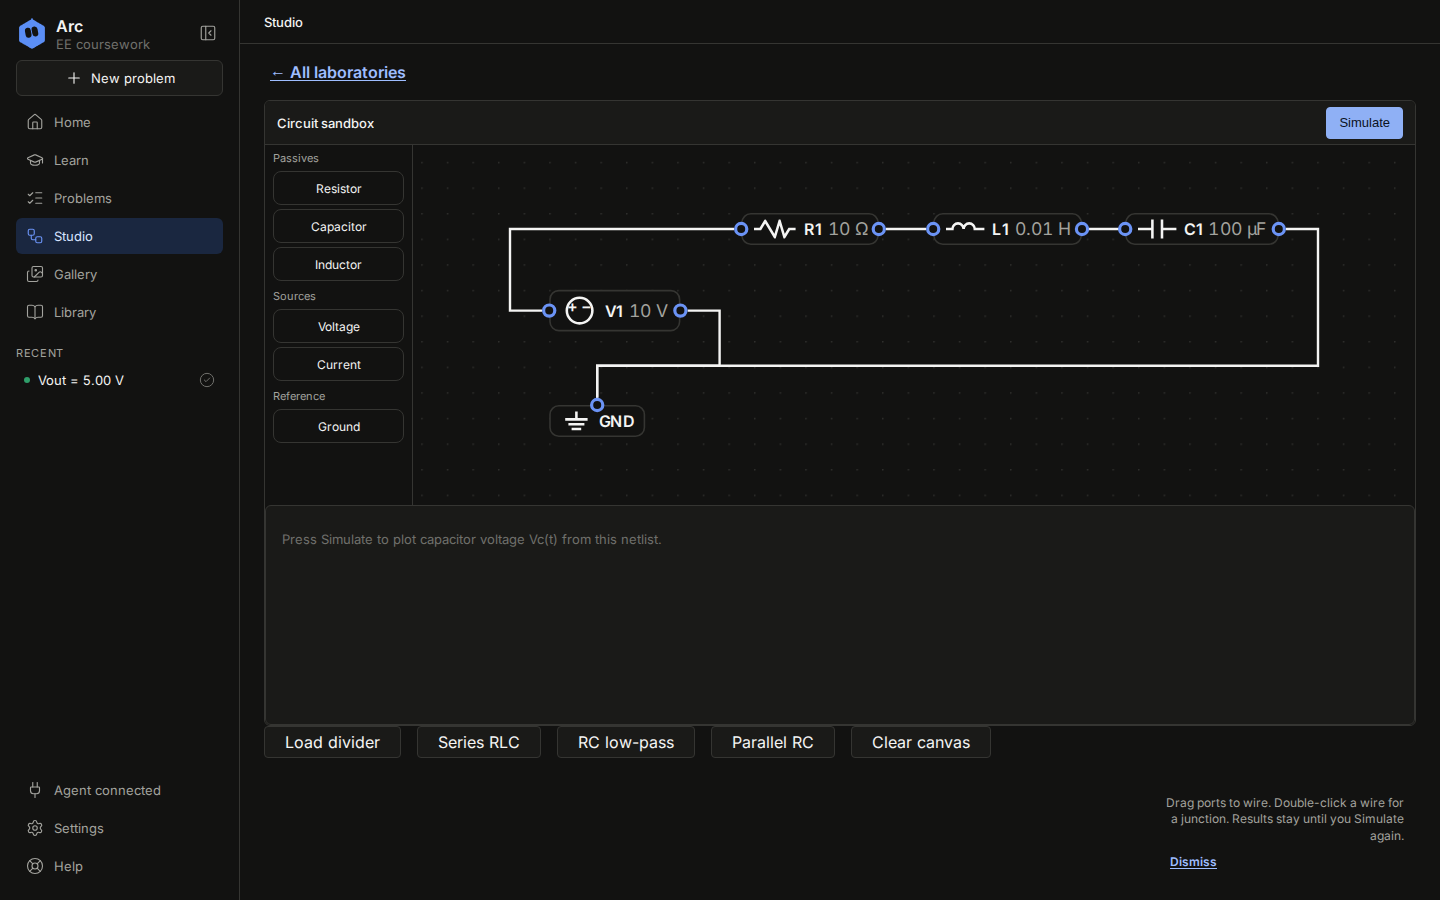 Arc
EE coursework
New problem
Home
Learn
Problems
Studio
Gallery
Library
RECENT
Vout = 5.00 V
Agent connected
Settings
Help
Studio
← All laboratories
Circuit sandbox
Simulate
Passives
Resistor
Capacitor
Inductor
Sources
Voltage
Current
Reference
Ground
R1 10 Ω
L1 0.01 H
C1 100 µF
V1 10 V
GND
Press Simulate to plot capacitor voltage Vc(t) from this netlist.
Load divider
Series RLC
RC low-pass
Parallel RC
Clear canvas
Drag ports to wire. Double-click a wire for
a junction. Results stay until you Simulate
again.
Dismiss